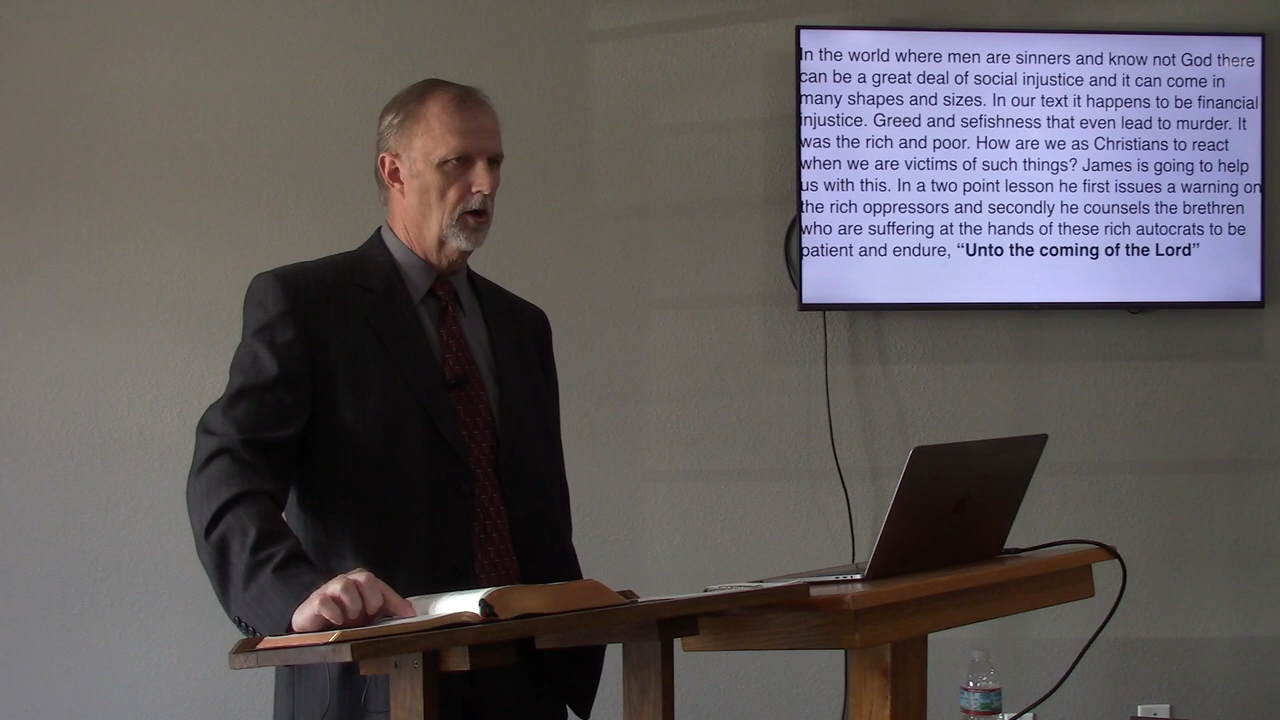 In the world where men are sinners and know not God there
can be a great deal of social injustice and it can come in
many shapes and sizes. In our text it happens to be financial
injustice. Greed and sefishness that even lead to murder. It
was the rich and poor. How are we as Christians to react
when we are victims of such things? James is going to help
us with this. In a two point lesson he first issues a warning on
the rich oppressors and secondly he counsels the brethren
who are suffering at the hands of these rich autocrats to be
patient and endure, “Unto the coming of the Lord”